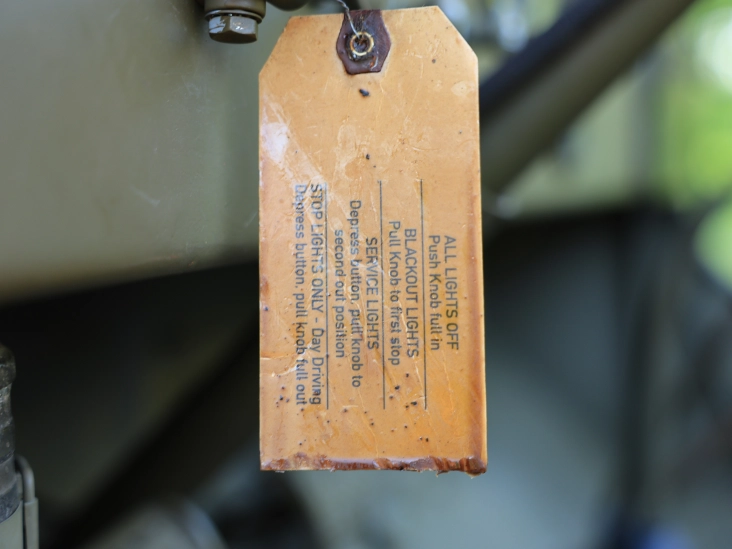 ALL LIGHTS OFF
Push Knob full in
BLACKOUT LIGHTS
Pull Knob to first stop
SERVICE LIGHTS
Depress button, pull knob to
second out position
STOP LIGHTS ONLY - Day Driving
Depress button, pull knob full out